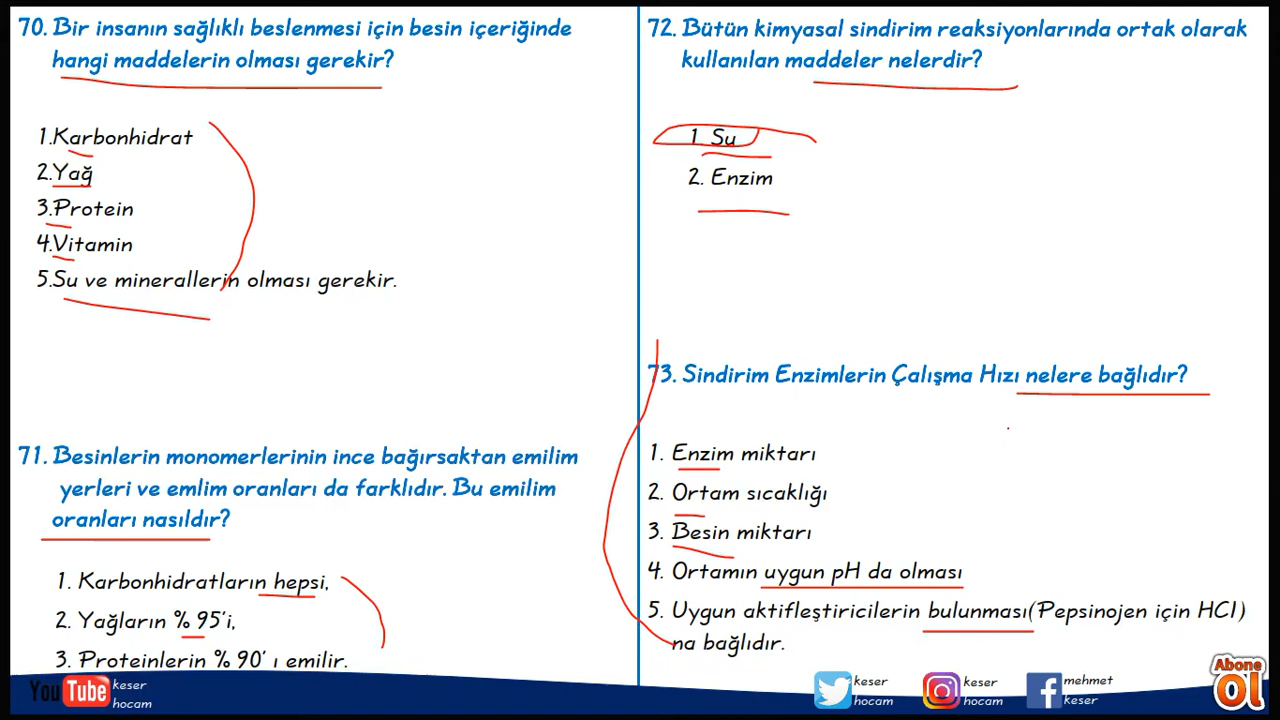 70. Bir insanın sağlıklı beslenmesi için besin içeriğinde
hangi maddelerin olması gerekir?
1.Karbonhidrat
2.Yağ
3.Protein
4.Vitamin
5.Su ve minerallerin olması gerekir.
71. Besinlerin monomerlerinin ince bağırsaktan emilim
yerleri ve emlim oranları da farklıdır. Bu emilim
oranları nasıldır?
1. Karbonhidratların hepsi,
2. Yağların % 95'i,
3. Proteinlerin % 90' ı emilir.
72. Bütün kimyasal sindirim reaksiyonlarında ortak olarak
kullanılan maddeler nelerdir?
1. Su
2. Enzim
73. Sindirim Enzimlerin Çalışma Hızı nelere bağlıdır?
1. Enzim miktarı
2. Ortam sıcaklığı
3. Besin miktarı
4. Ortamın uygun pH da olması
5. Uygun aktifleştiricilerin bulunması(Pepsinojen için HCI)
na bağlıdır.
YouTube keser
hocam
keser
hocam
keser
hocam
mehmet
keser
Abone
OL